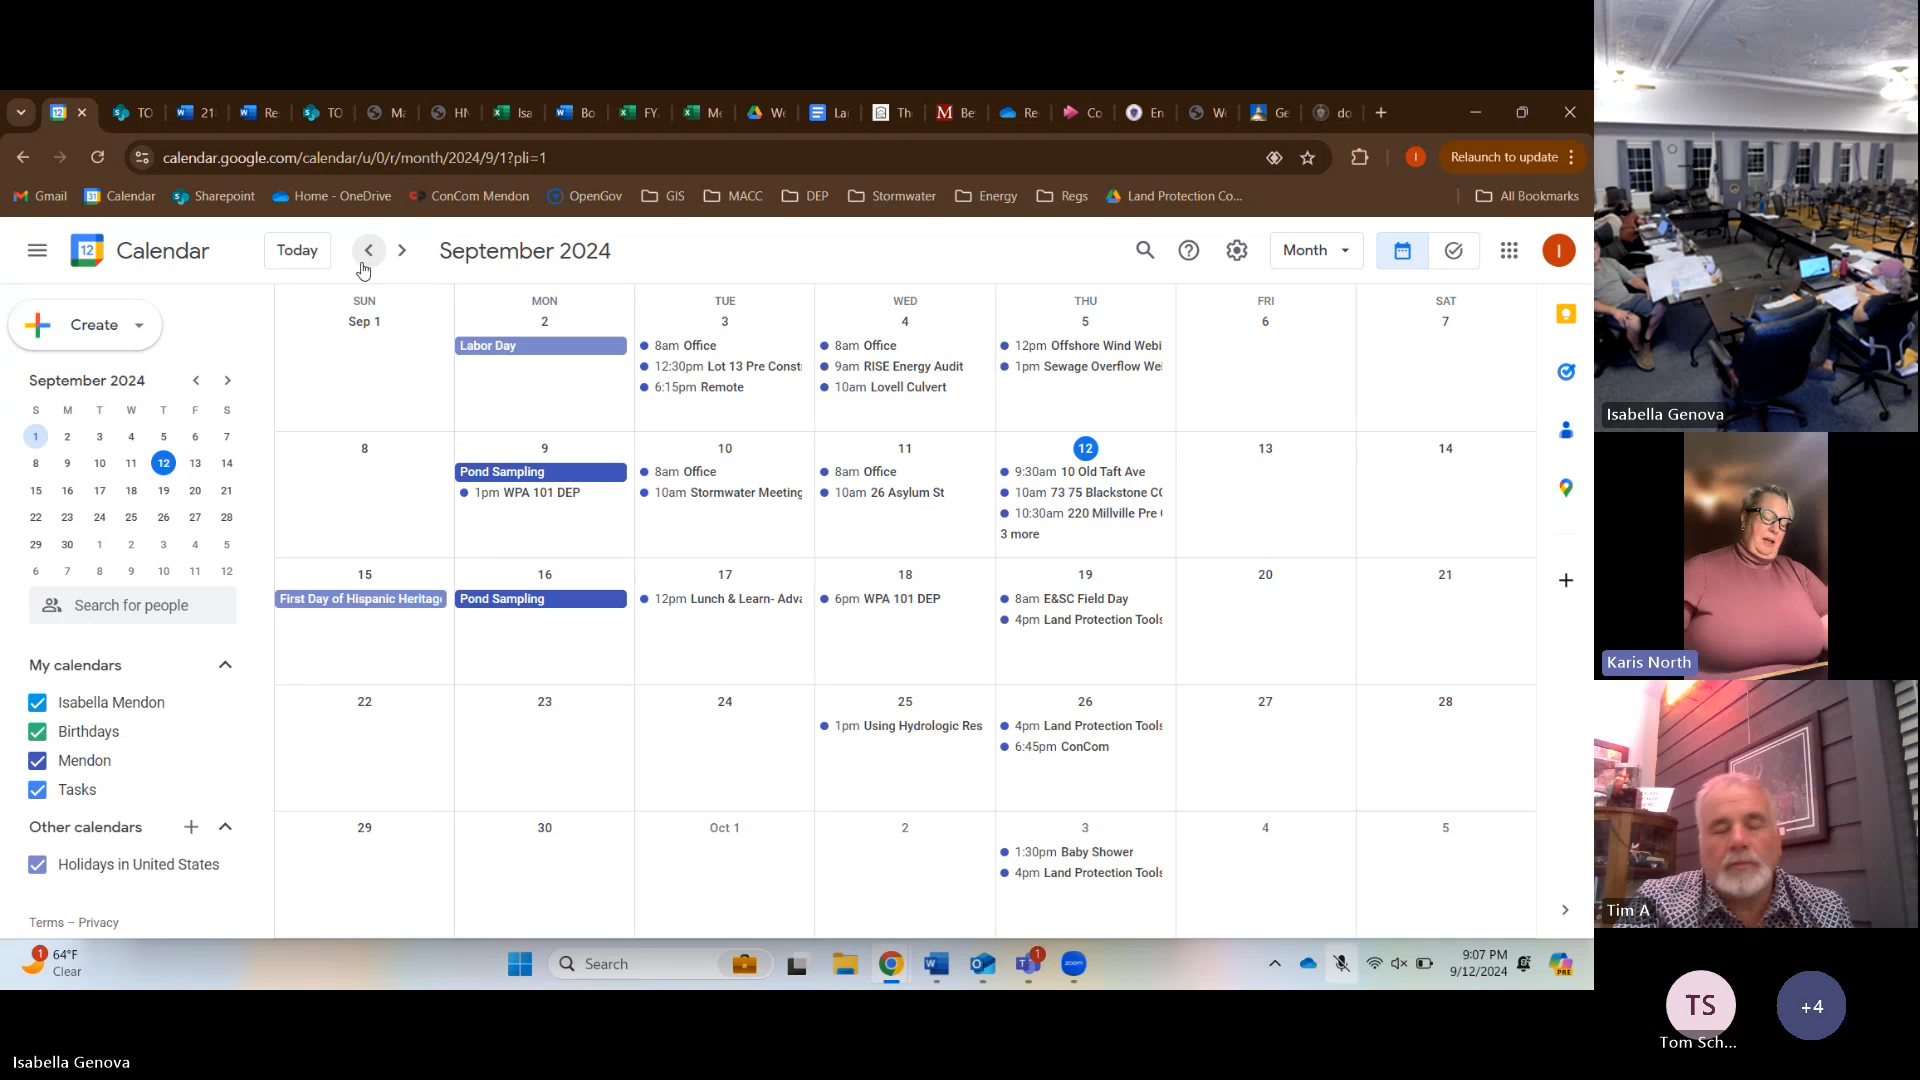 TO
21
Re
TO
Ma
HN
Isa
Bo
FY
Me
We
La
Th
Be
Re
Co
En
We
Ge
do
calendar.google.com/calendar/u/0/r/month/2024/9/1?pli=1
I
Relaunch to update
Gmail
Calendar
Sharepoint
Home - OneDrive
ConCom Mendon
OpenGov
GIS
MACC
DEP
Stormwater
Energy
Regs
Land Protection Co...
All Bookmarks
12
Calendar
Today
September 2024
Month
I
Create
September 2024
S M T W T F S
1 2 3 4 5 6 7
8 9 10 11 12 13 14
15 16 17 18 19 20 21
22 23 24 25 26 27 28
29 30 1 2 3 4 5
6 7 8 9 10 11 12
Search for people
My calendars
Isabella Mendon
Birthdays
Mendon
Tasks
Other calendars
Holidays in United States
Terms – Privacy
SUN MON TUE WED THU FRI SAT
Sep 1 2 3 4 5 6 7
Labor Day
8am Office
12:30pm Lot 13 Pre Const
6:15pm Remote
8am Office
9am RISE Energy Audit
10am Lovell Culvert
12pm Offshore Wind Webi
1pm Sewage Overflow We
8 9 10 11 12 13 14
Pond Sampling
1pm WPA 101 DEP
8am Office
10am Stormwater Meeting
8am Office
10am 26 Asylum St
9:30am 10 Old Taft Ave
10am 73 75 Blackstone CO
10:30am 220 Millville Pre
3 more
15 16 17 18 19 20 21
First Day of Hispanic Heritag
Pond Sampling
12pm Lunch & Learn- Adva
6pm WPA 101 DEP
8am E&SC Field Day
4pm Land Protection Tools
22 23 24 25 26 27 28
1pm Using Hydrologic Res
4pm Land Protection Tools
6:45pm ConCom
29 30 Oct 1 2 3 4 5
1:30pm Baby Shower
4pm Land Protection Tools
1
64°F
Clear
Search
1
zoom
9:07 PM
9/12/2024
PRE
Isabella Genova
Karis North
Tim A
TS
Tom Sch...
+4
Isabella Genova